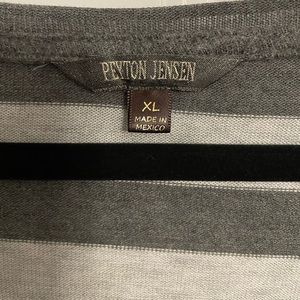 PEYTON JENSEN
XL
MADE IN
MEXICO